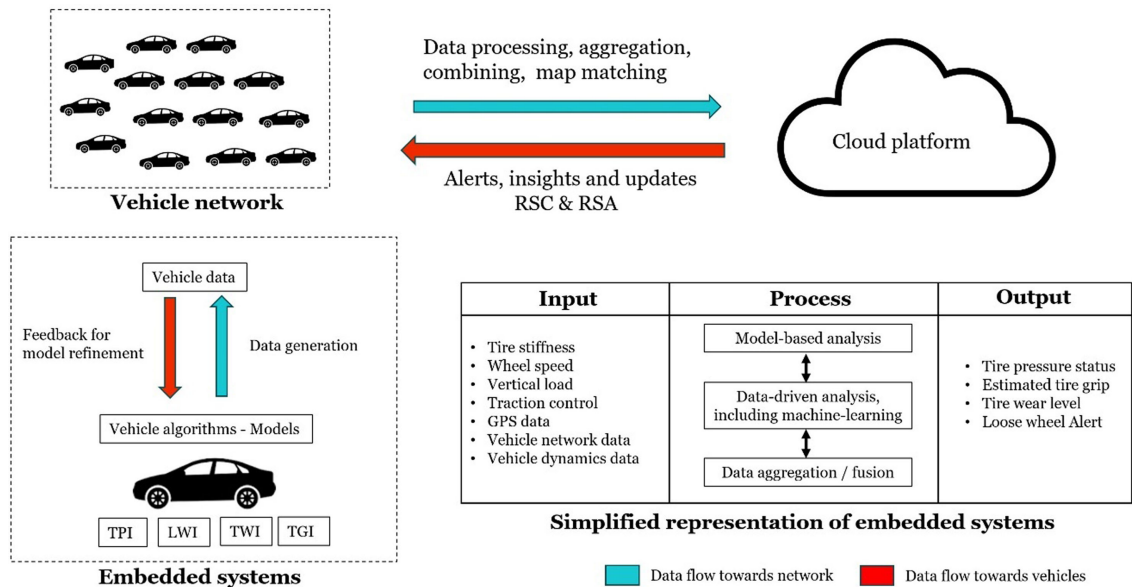 Data processing, aggregation,
combining, map matching
Cloud platform
Alerts, insights and updates
RSC & RSA
Vehicle network
Vehicle data
Feedback for
model refinement
Data generation
Vehicle algorithms - Models
TPI
LWI
TWI
TGI
Embedded systems
Input
Process
Output
• Tire stiffness
• Wheel speed
• Vertical load
• Traction control
• GPS data
• Vehicle network data
• Vehicle dynamics data
Model-based analysis
Data-driven analysis,
including machine-learning
Data aggregation / fusion
• Tire pressure status
• Estimated tire grip
• Tire wear level
• Loose wheel Alert
Simplified representation of embedded systems
Data flow towards network
Data flow towards vehicles